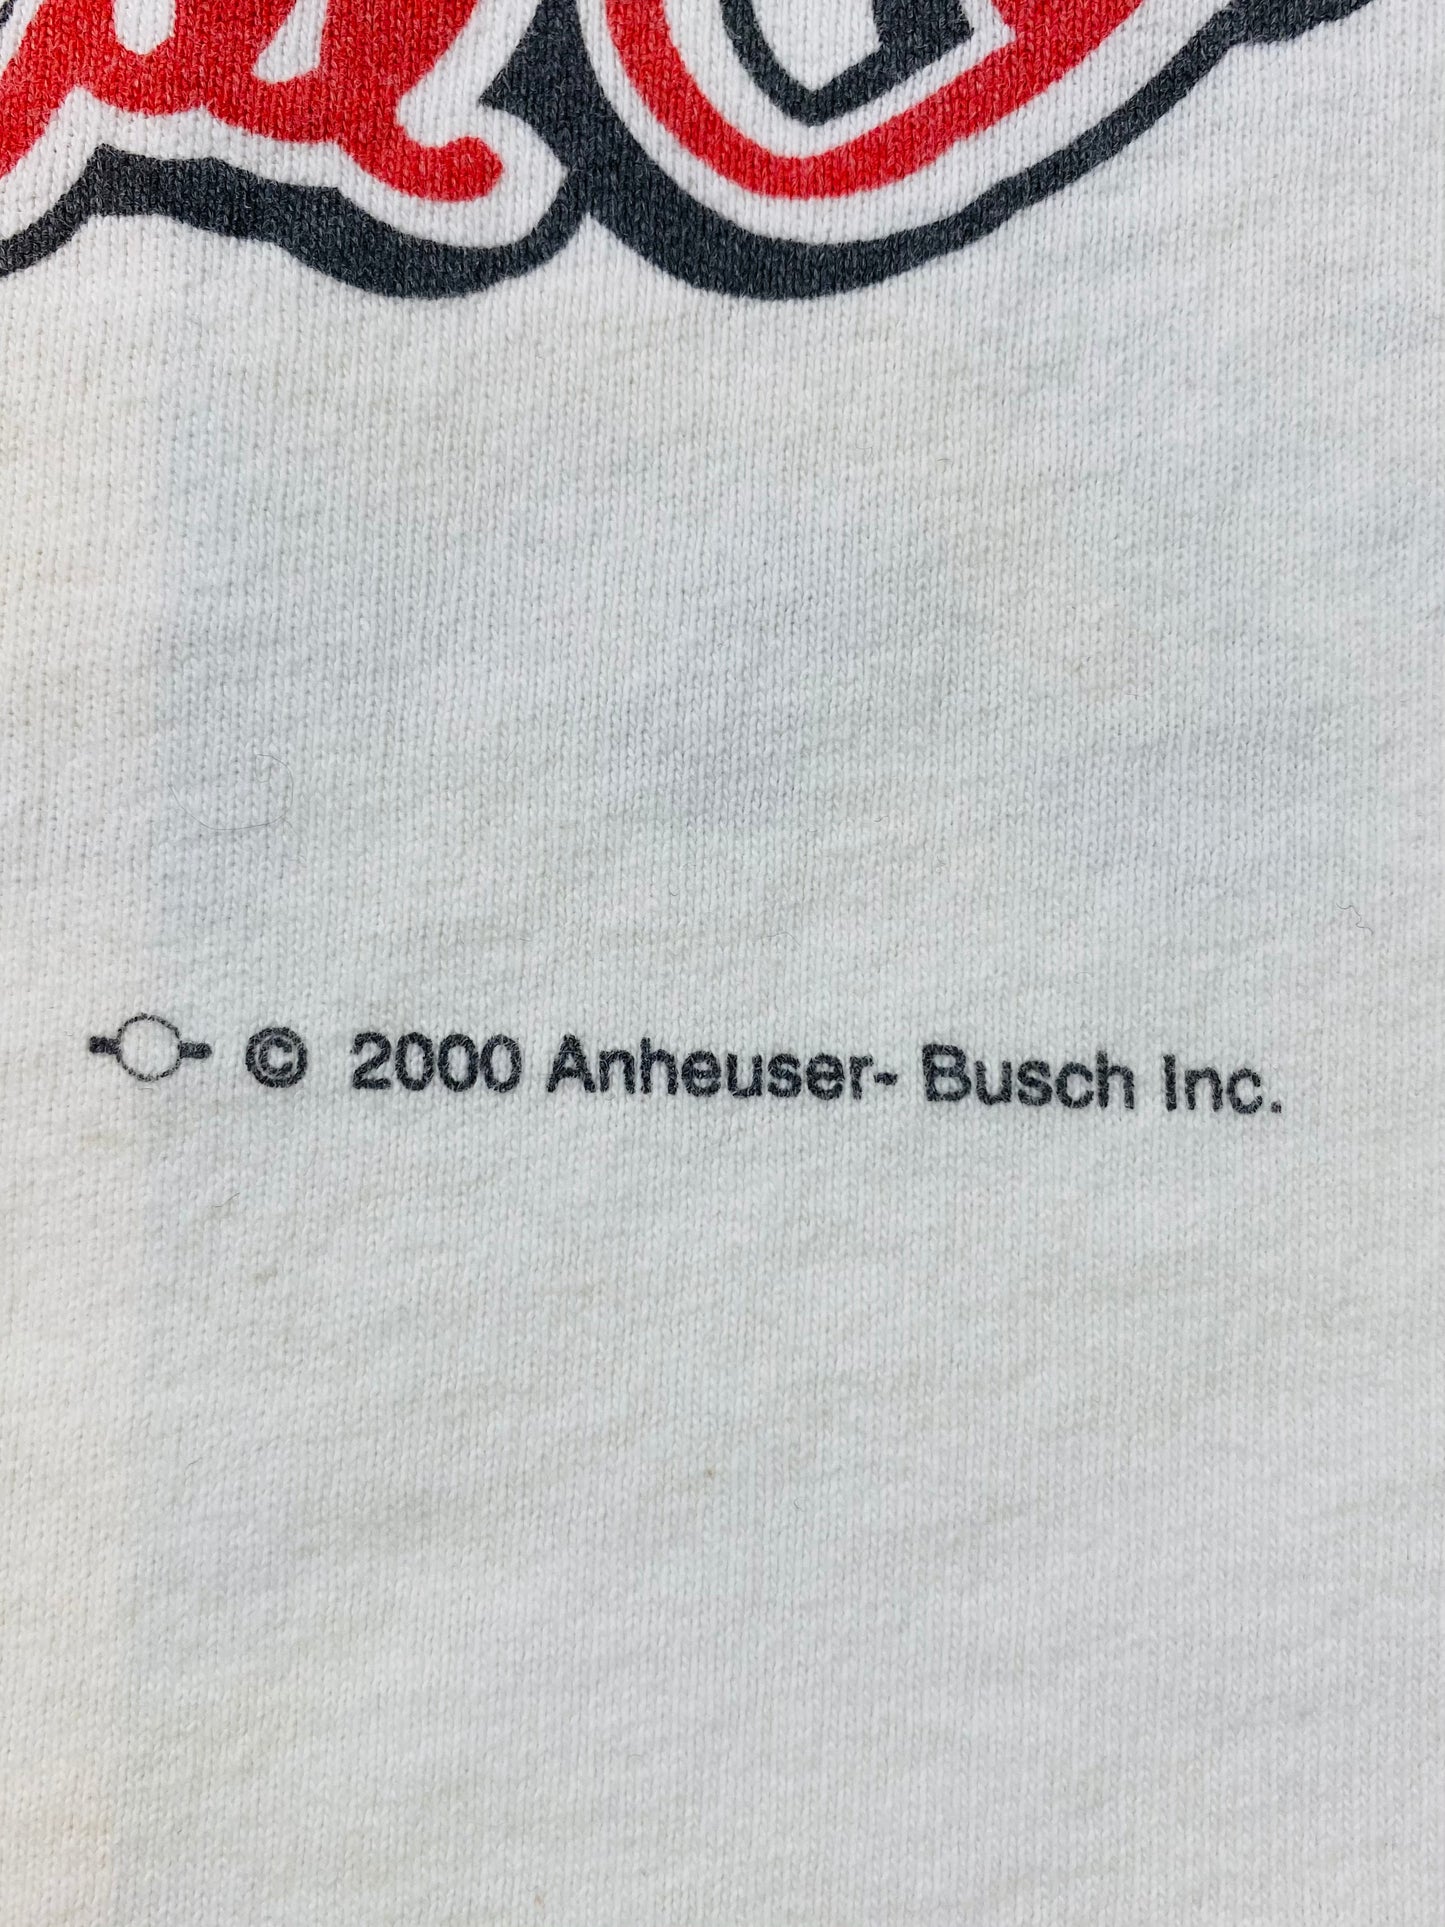 © 2000 Anheuser- Busch Inc.